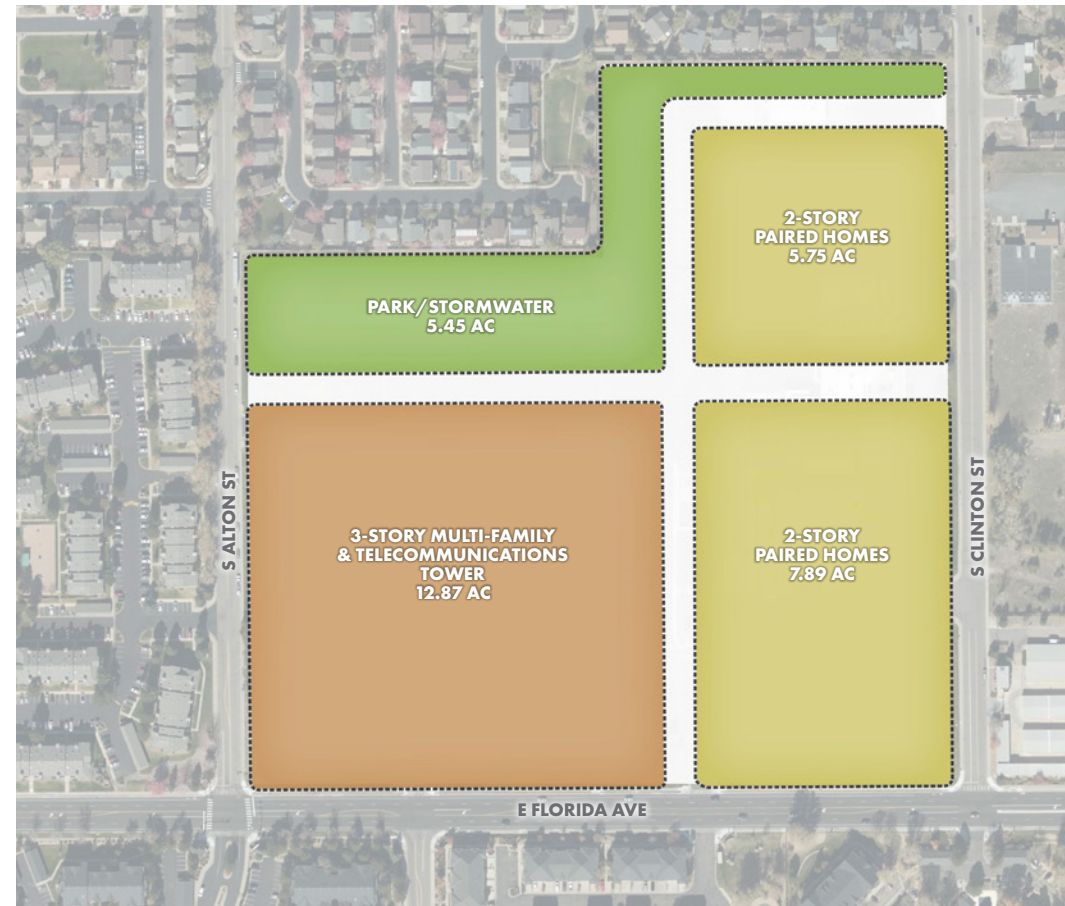 2-STORY
PAIRED HOMES
5.75 AC
PARK/STORMWATER
5.45 AC
S ALTON ST
3-STORY MULTI-FAMILY
& TELECOMMUNICATIONS
TOWER
12.87 AC
2-STORY
PAIRED HOMES
7.89 AC
S CLINTON ST
E FLORIDA AVE